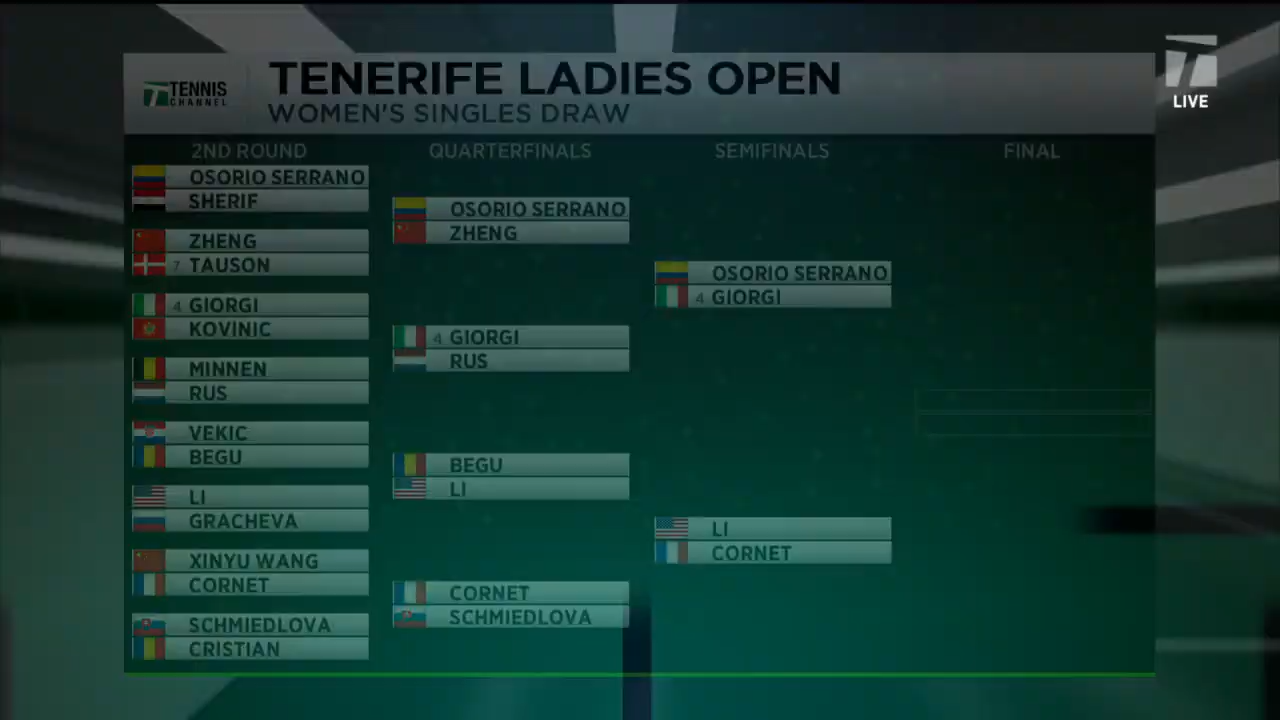 TENNIS
CHANNEL
TENERIFE LADIES OPEN
WOMEN'S SINGLES DRAW
T
LIVE
2ND ROUND
QUARTERFINALS
SEMIFINALS
FINAL
OSORIO SERRANO
SHERIF
ZHENG
7 TAUSON
4 GIORGI
KOVINIC
MINNEN
RUS
VEKIC
BEGU
LI
GRACHEVA
XINYU WANG
CORNET
SCHMIEDLOVA
CRISTIAN
OSORIO SERRANO
ZHENG
4 GIORGI
RUS
BEGU
LI
CORNET
SCHMIEDLOVA
OSORIO SERRANO
4 GIORGI
LI
CORNET